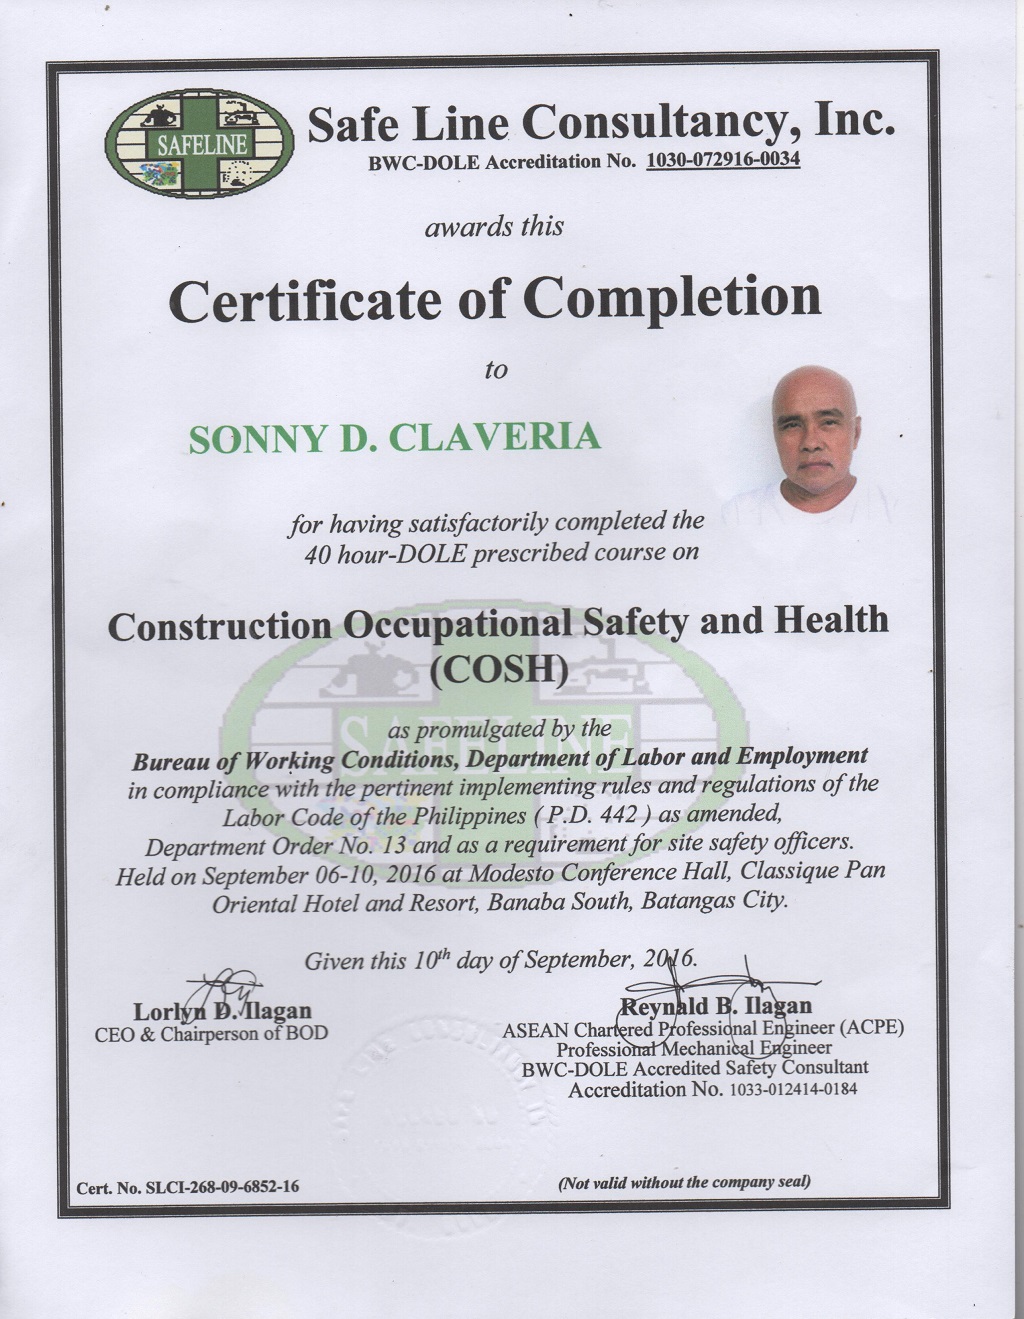 SAFELINE
Safe Line Consultancy, Inc.
BWC-DOLE Accreditation No. 1030-072916-0034
awards this
Certificate of Completion
to
SONNY D. CLAVERIA
for having satisfactorily completed the
40 hour-DOLE prescribed course on
Construction Occupational Safety and Health
(COSH)
SAFELINE
as promulgated by the
Bureau of Working Conditions, Department of Labor and Employment
in compliance with the pertinent implementing rules and regulations of the
Labor Code of the Philippines ( P.D. 442 ) as amended,
Department Order No. 13 and as a requirement for site safety officers.
Held on September 06-10, 2016 at Modesto Conference Hall, Classique Pan
Oriental Hotel and Resort, Banaba South, Batangas City.
Given this 10th day of September, 2016.
Lorlyn D. Ilagan
CEO & Chairperson of BOD
Reynald B. Ilagan
ASEAN Chartered Professional Engineer (ACPE)
Professional Mechanical Engineer
BWC-DOLE Accredited Safety Consultant
Accreditation No. 1033-012414-0184
Cert. No. SLCI-268-09-6852-16
(Not valid without the company seal)